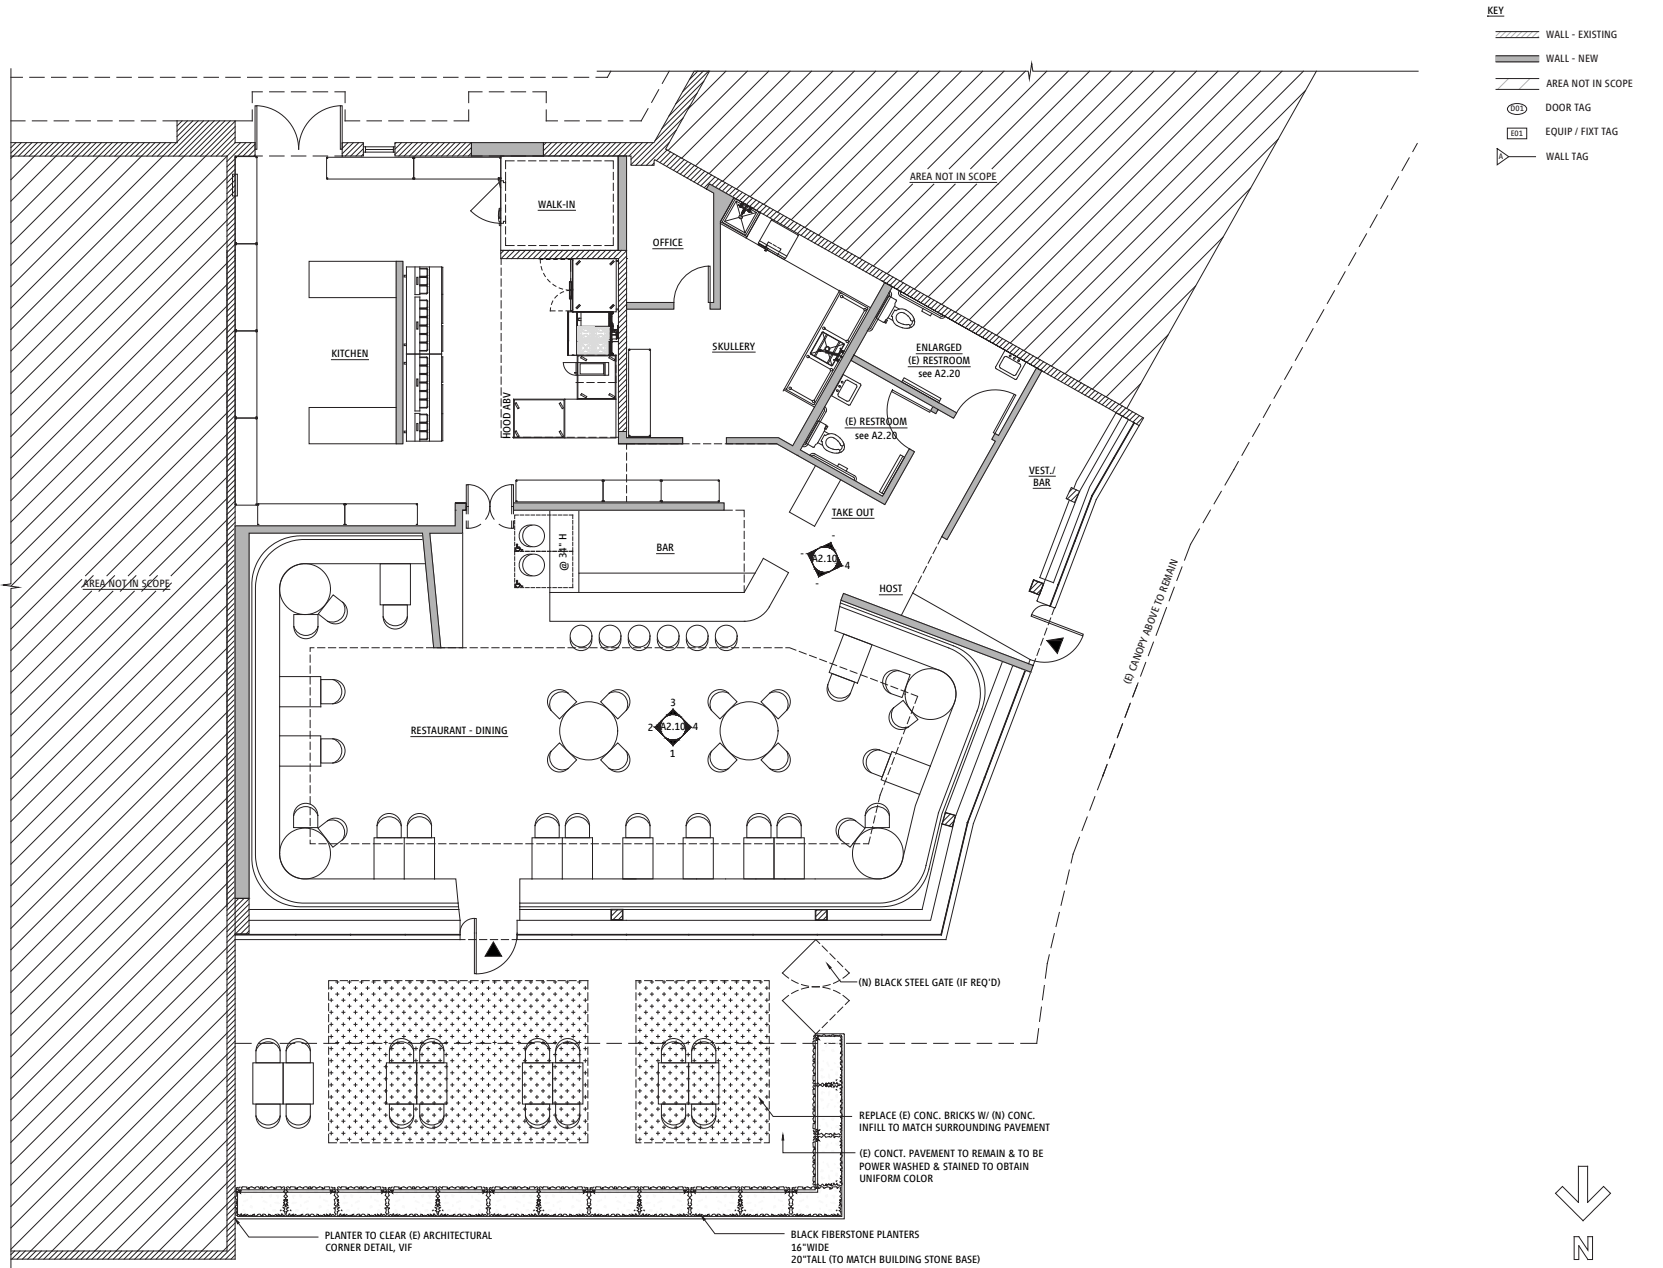 KEY
WALL - EXISTING
WALL - NEW
AREA NOT IN SCOPE
D01
DOOR TAG
E01
EQUIP / FIXT TAG
A
WALL TAG
AREA NOT IN SCOPE
WALK-IN
OFFICE
KITCHEN
SKULLERY
ENLARGED
(E) RESTROOM
see A2.20
HOOD ABV
(E) RESTROOM
see A2.20
VEST./
BAR
TAKE OUT
BAR
@ 34" H
A2.10
4
HOST
AREA NOT IN SCOPE
(E) CANOPY ABOVE TO REMAIN
RESTAURANT - DINING
3
2
A2.10
4
1
(N) BLACK STEEL GATE (IF REQ'D)
REPLACE (E) CONC. BRICKS W/ (N) CONC.
INFILL TO MATCH SURROUNDING PAVEMENT
(E) CONCT. PAVEMENT TO REMAIN & TO BE
POWER WASHED & STAINED TO OBTAIN
UNIFORM COLOR
PLANTER TO CLEAR (E) ARCHITECTURAL
CORNER DETAIL, VIF
BLACK FIBERSTONE PLANTERS
16"WIDE
20"TALL (TO MATCH BUILDING STONE BASE)
N